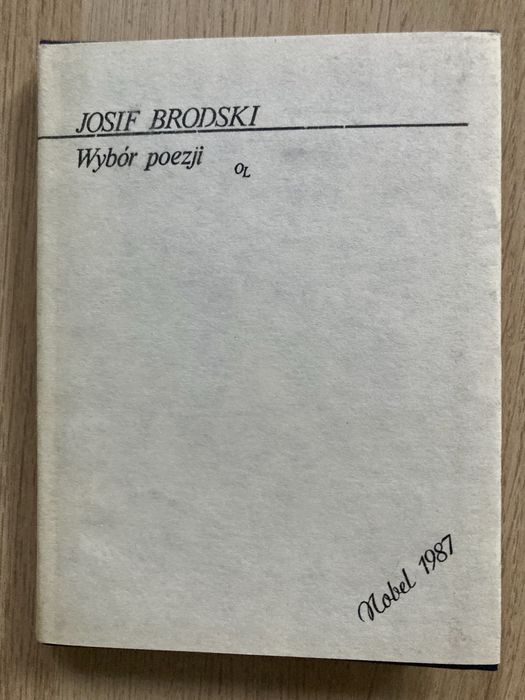 JOSIF BRODSKI
Wybór poezji
OL
Nobel 1987